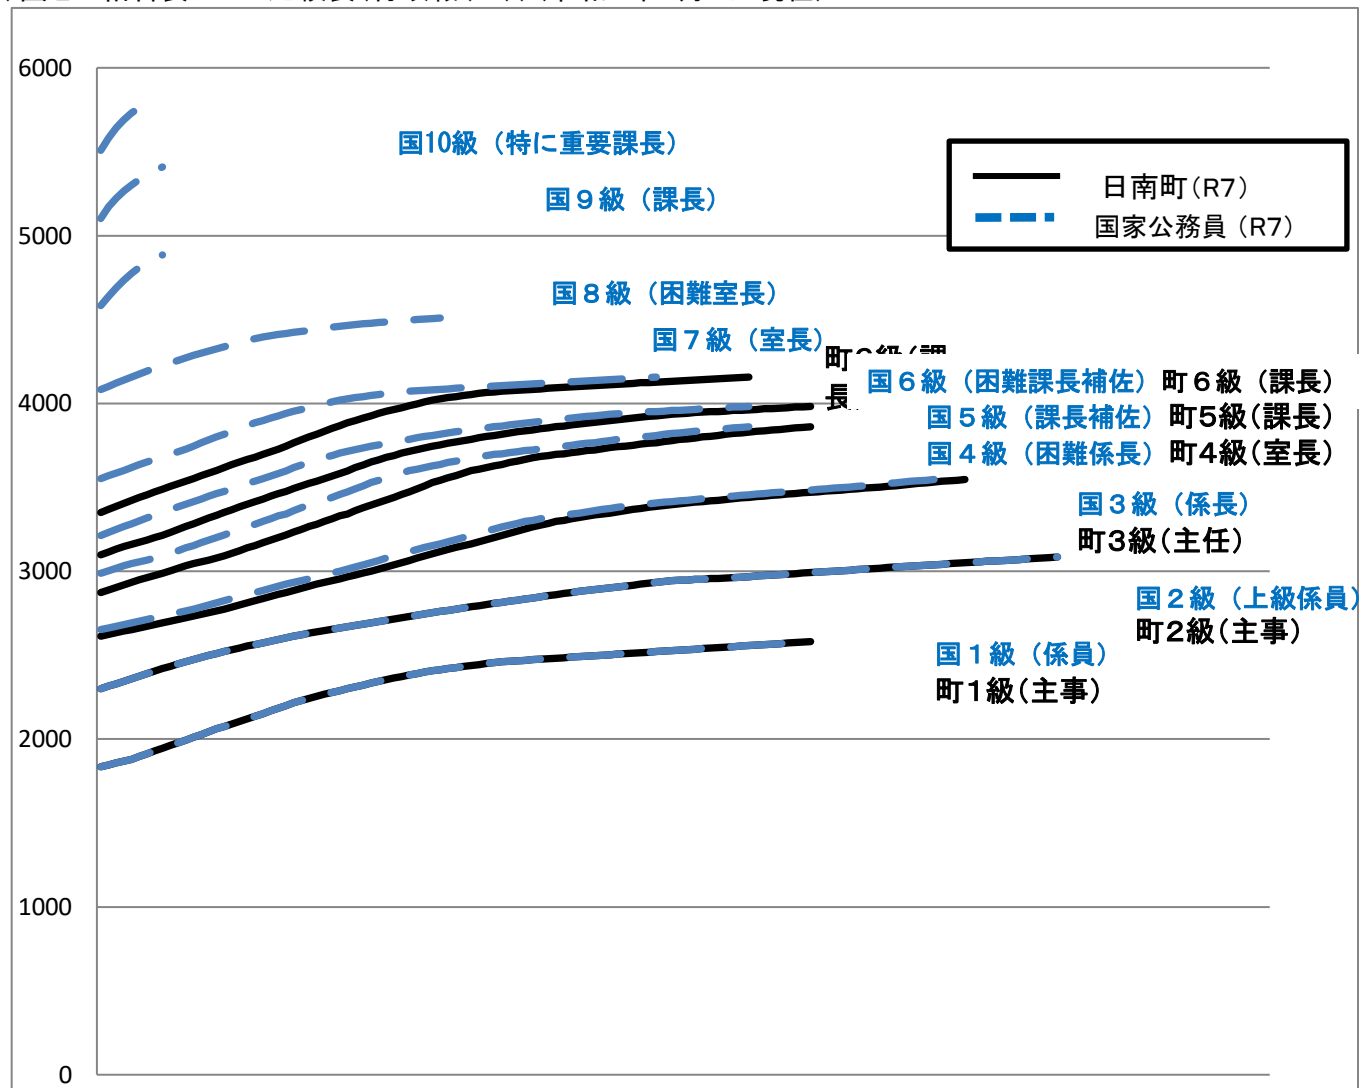 6000
国10級（特に重要課長）
日南町（R7）
国９級（課長）
国家公務員（R7）
5000
国８級（困難室長）
国７級（室長）
国６級（困難課長補佐） 町６級（課長）
4000
国５級（課長補佐） 町5級（課長）
国４級（困難係長） 町4級（室長）
国３級（係長）
町3級（主任）
3000
国２級（上級係員）
町2級（主事）
国１級（係員）
町1級（主事）
2000
1000
0